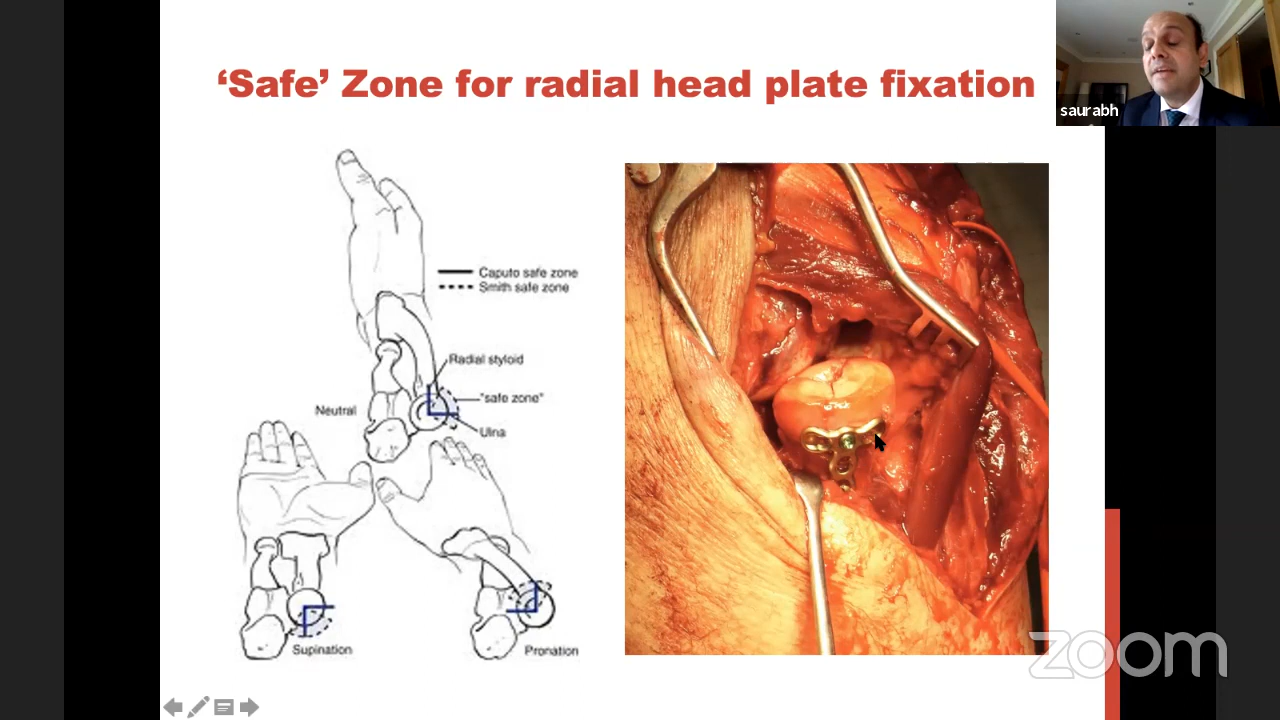 ‘Safe’ Zone for radial head plate fixation
saurabh
Caputo safe zone
Smith safe zone
Radial styloid
"safe zone"
Neutral
Ulna
Supination
Pronation
zoom